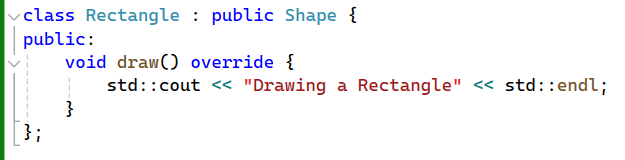 class Rectangle : public Shape {
public:
    void draw() override {
        std::cout << "Drawing a Rectangle" << std::endl;
    }
};